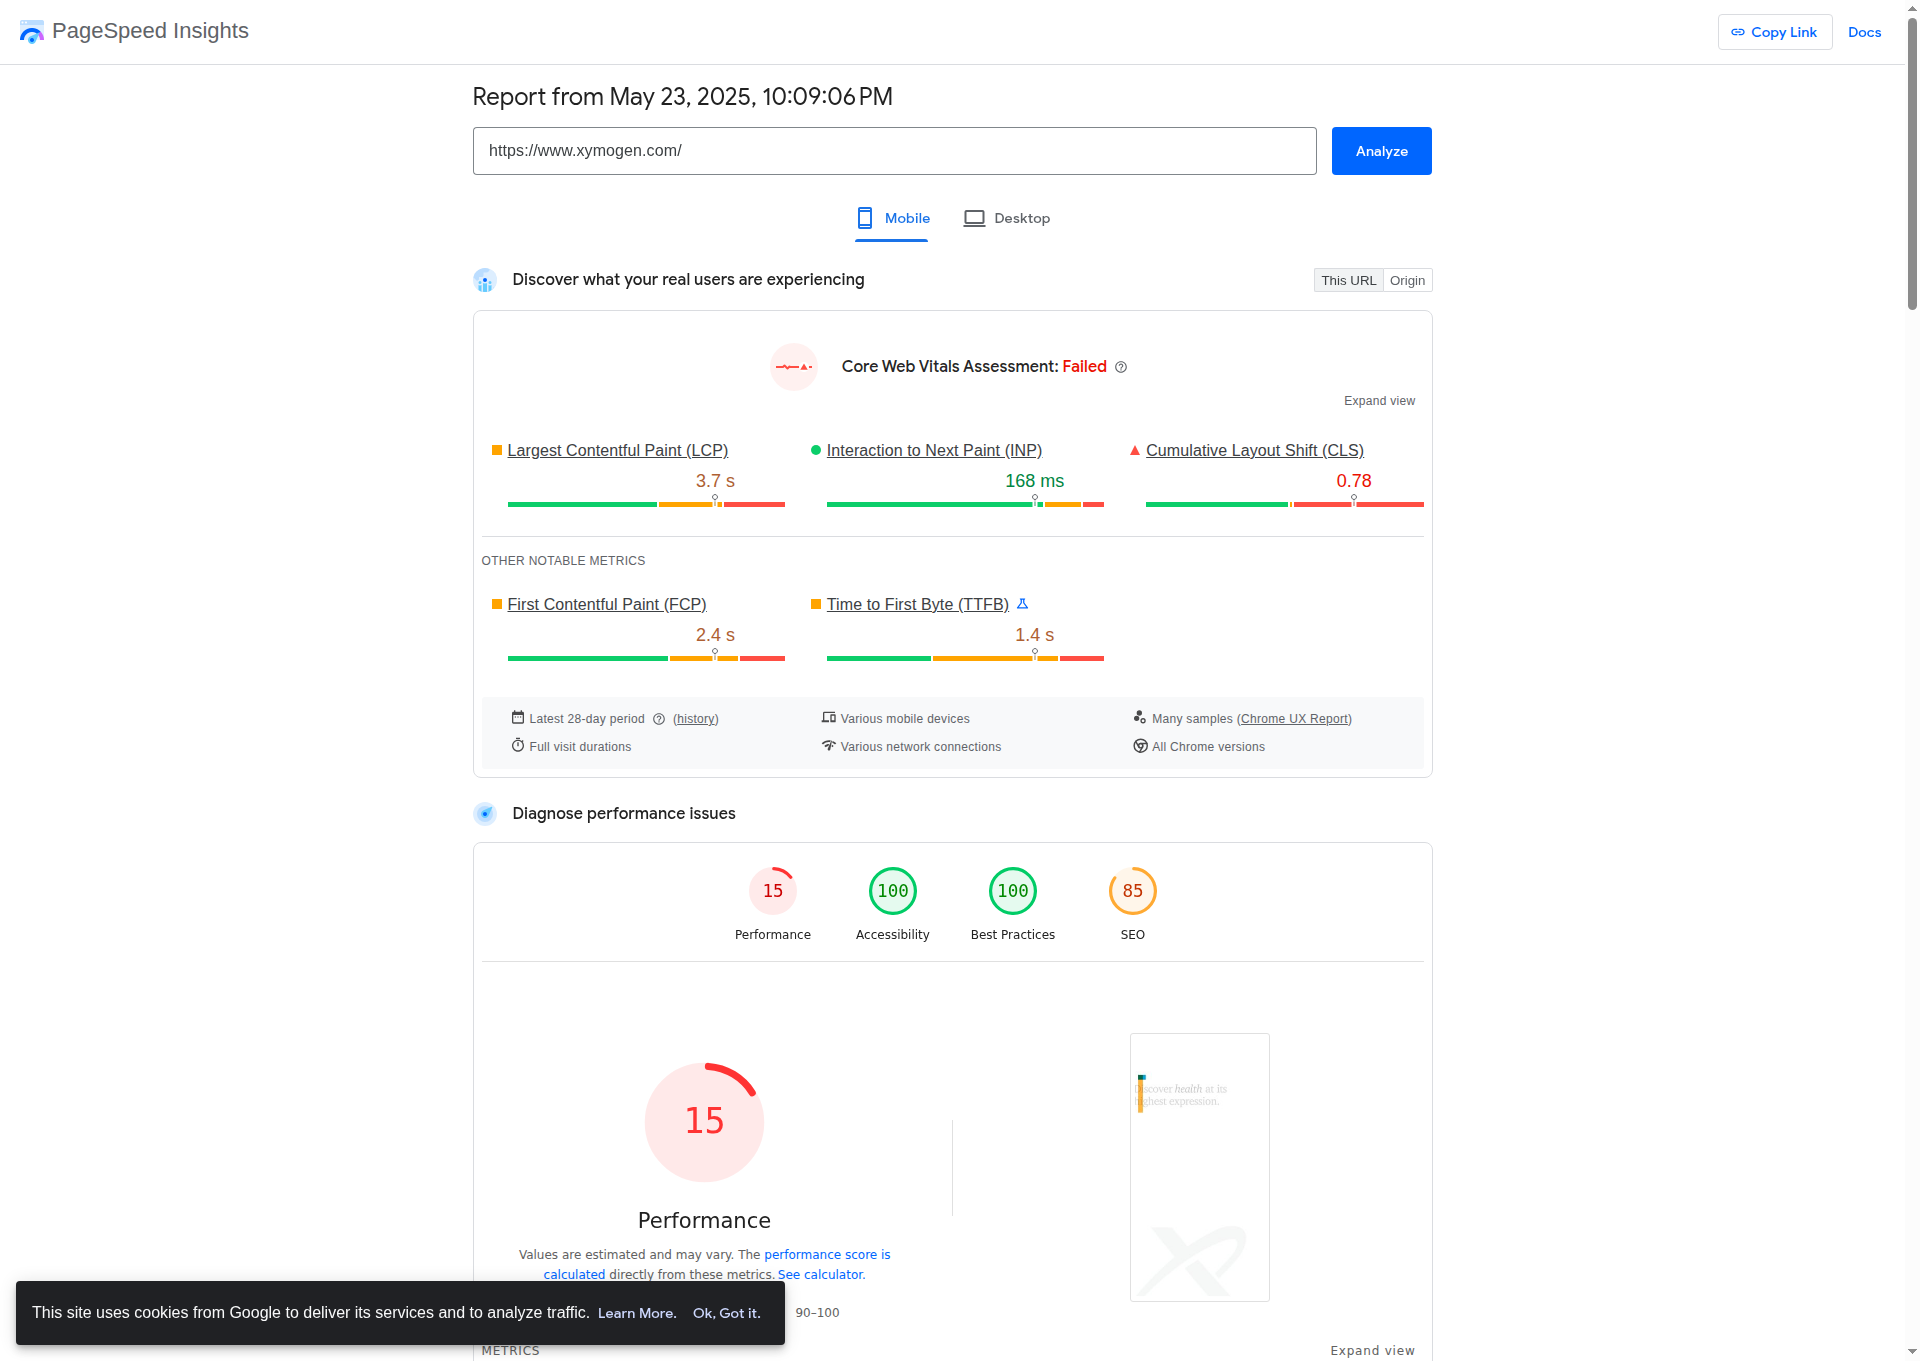 PageSpeed Insights
Copy Link
Docs
Report from May 23, 2025, 10:09:06 PM
https://www.xymogen.com/
Analyze
Mobile
Desktop
Discover what your real users are experiencing
This URL
Origin
Core Web Vitals Assessment: Failed
Expand view
Largest Contentful Paint (LCP)
3.7 s
Interaction to Next Paint (INP)
168 ms
Cumulative Layout Shift (CLS)
0.78
OTHER NOTABLE METRICS
First Contentful Paint (FCP)
2.4 s
Time to First Byte (TTFB)
1.4 s
Latest 28-day period (history)
Various mobile devices
Many samples (Chrome UX Report)
Full visit durations
Various network connections
All Chrome versions
Diagnose performance issues
15
Performance
100
Accessibility
100
Best Practices
85
SEO
15
Performance
Values are estimated and may vary. The performance score is
calculated directly from these metrics. See calculator.
Discover health at its
highest expression.
90–100
METRICS
Expand view
This site uses cookies from Google to deliver its services and to analyze traffic. Learn More. Ok, Got it.